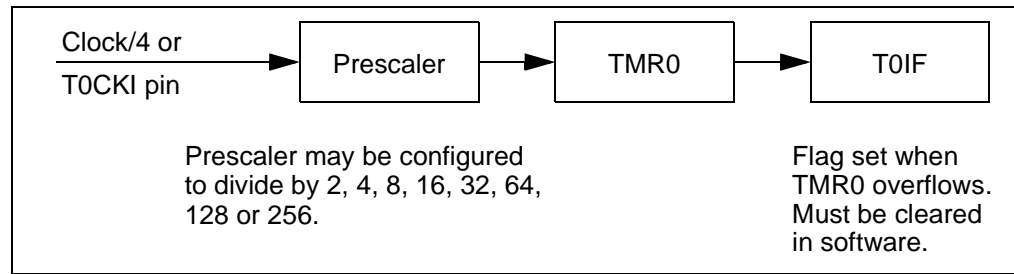 Clock/4 or
T0CKI pin
Prescaler
TMR0
T0IF
Prescaler may be configured
to divide by 2, 4, 8, 16, 32, 64,
128 or 256.
Flag set when
TMR0 overflows.
Must be cleared
in software.